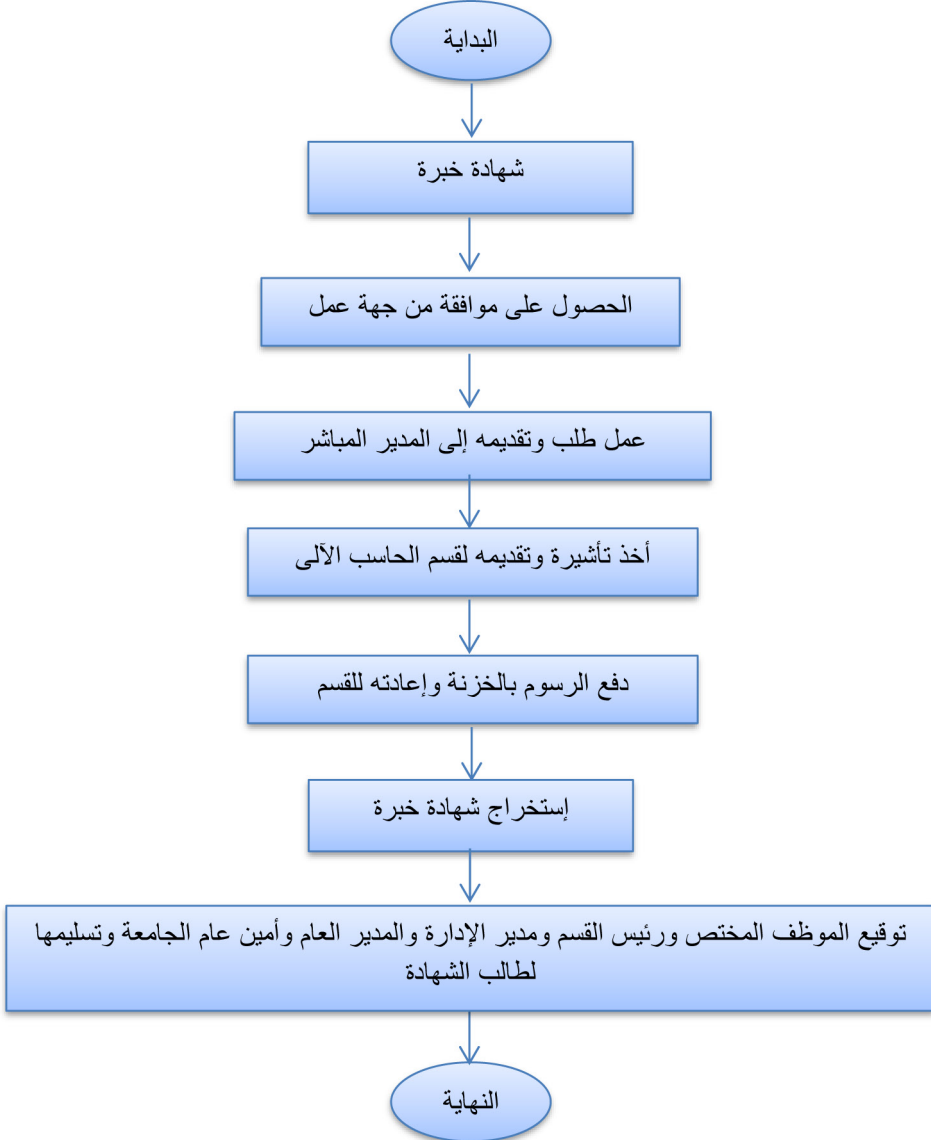 البداية
شهادة خبرة
الحصول على موافقة من جهة عمل
عمل طلب وتقديمه إلى المدير المباشر
أخذ تأشيرة وتقديمه لقسم الحاسب الآلى
دفع الرسوم بالخزنة وإعادته للقسم
إستخراج شهادة خبرة
توقيع الموظف المختص ورئيس القسم ومدير الإدارة والمدير العام وأمين عام الجامعة وتسليمها
لطالب الشهادة
النهاية